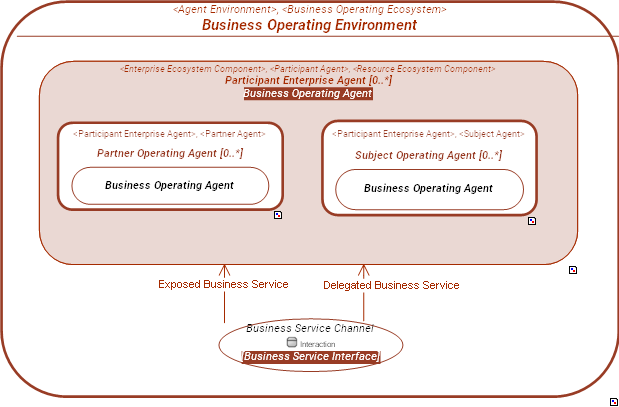 <Agent Environment>, <Business Operating Ecosystem>
Business Operating Environment
<Enterprise Ecosystem Component>, <Participant Agent>, <Resource Ecosystem Component>
Participant Enterprise Agent [0..*]
Business Operating Agent
<Participant Enterprise Agent>, <Partner Agent>
Partner Operating Agent [0..*]
Business Operating Agent
<Participant Enterprise Agent>, <Subject Agent>
Subject Operating Agent [0..*]
Business Operating Agent
Exposed Business Service
Delegated Business Service
Business Service Channel
Interaction
[Business Service Interface]